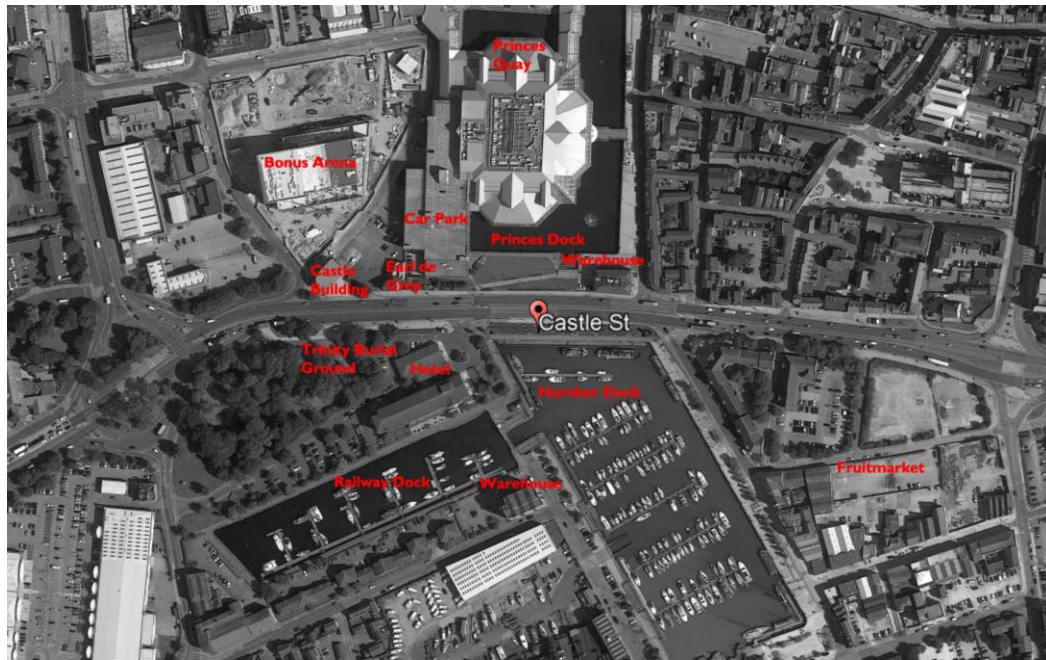 Princes
Quay
Bonus Arena
Car Park
Princes Dock
Warehouse
Castle
Building
Earl de
Grey
Castle St
Trinity Burial
Ground
Hotel
Humber Dock
Fruitmarket
Railway Dock
Warehouse